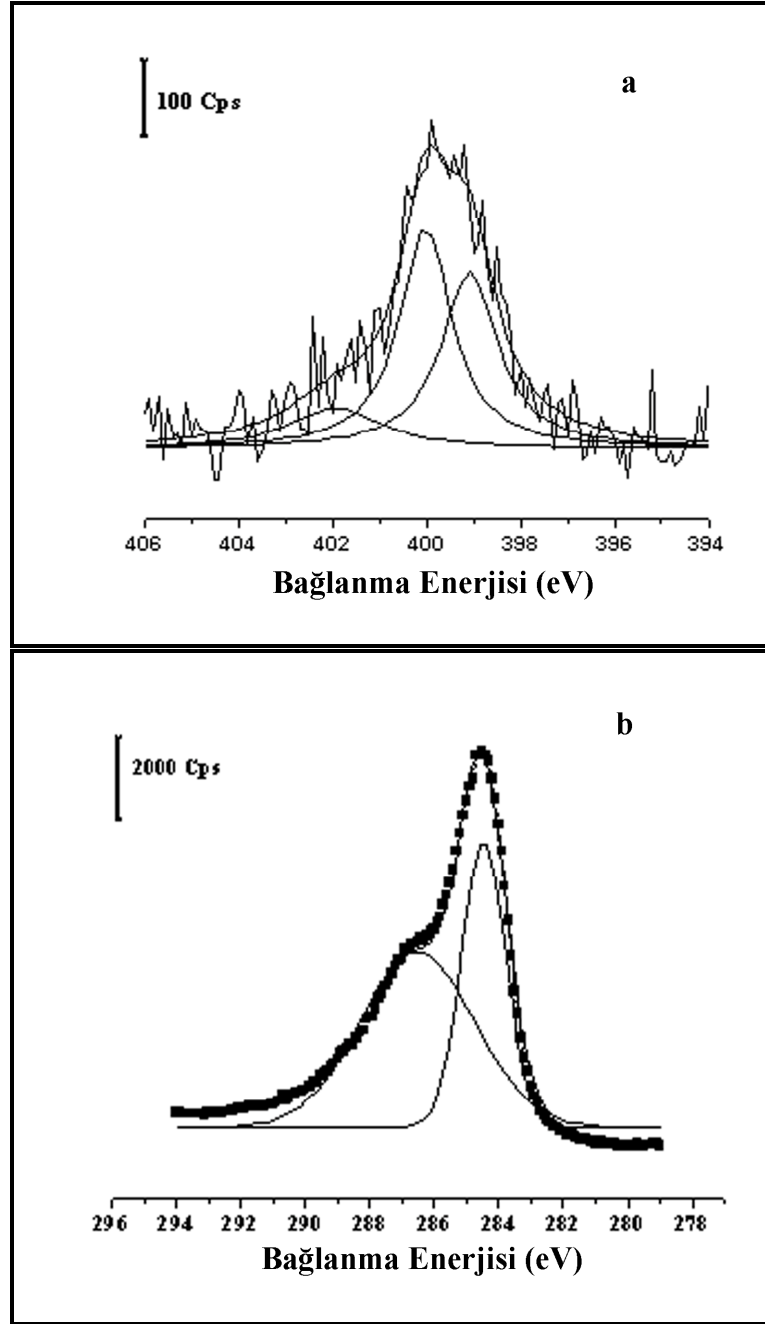 a
100 Cps
406 404 402 400 398 396 394
Bağlanma Enerjisi (eV)
b
2000 Cps
296 294 292 290 288 286 284 282 280 278
Bağlanma Enerjisi (eV)